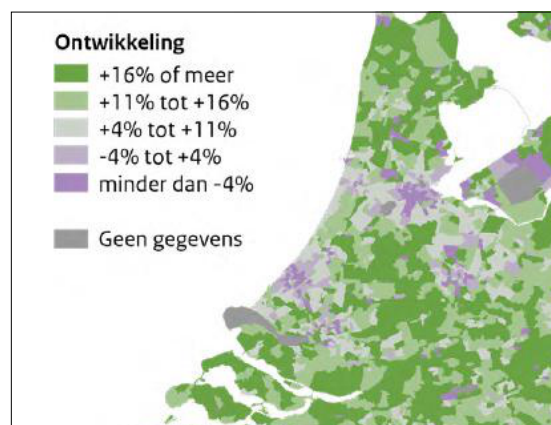 Ontwikkeling
+16% of meer
+11% tot +16%
+4% tot +11%
-4% tot +4%
minder dan -4%
Geen gegevens